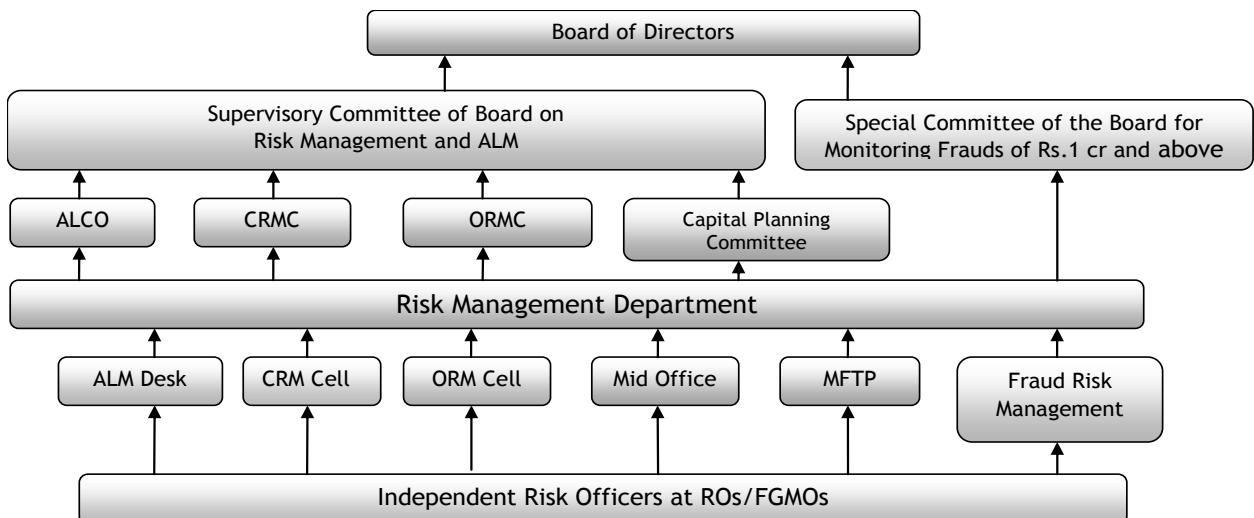 Board of Directors
Supervisory Committee of Board on
Risk Management and ALM
Special Committee of the Board for
Monitoring Frauds of Rs.1 cr and above
ALCO
CRMC
ORMC
Capital Planning
Committee
Risk Management Department
ALM Desk
CRM Cell
ORM Cell
Mid Office
MFTP
Fraud Risk
Management
Independent Risk Officers at ROs/FGMOs